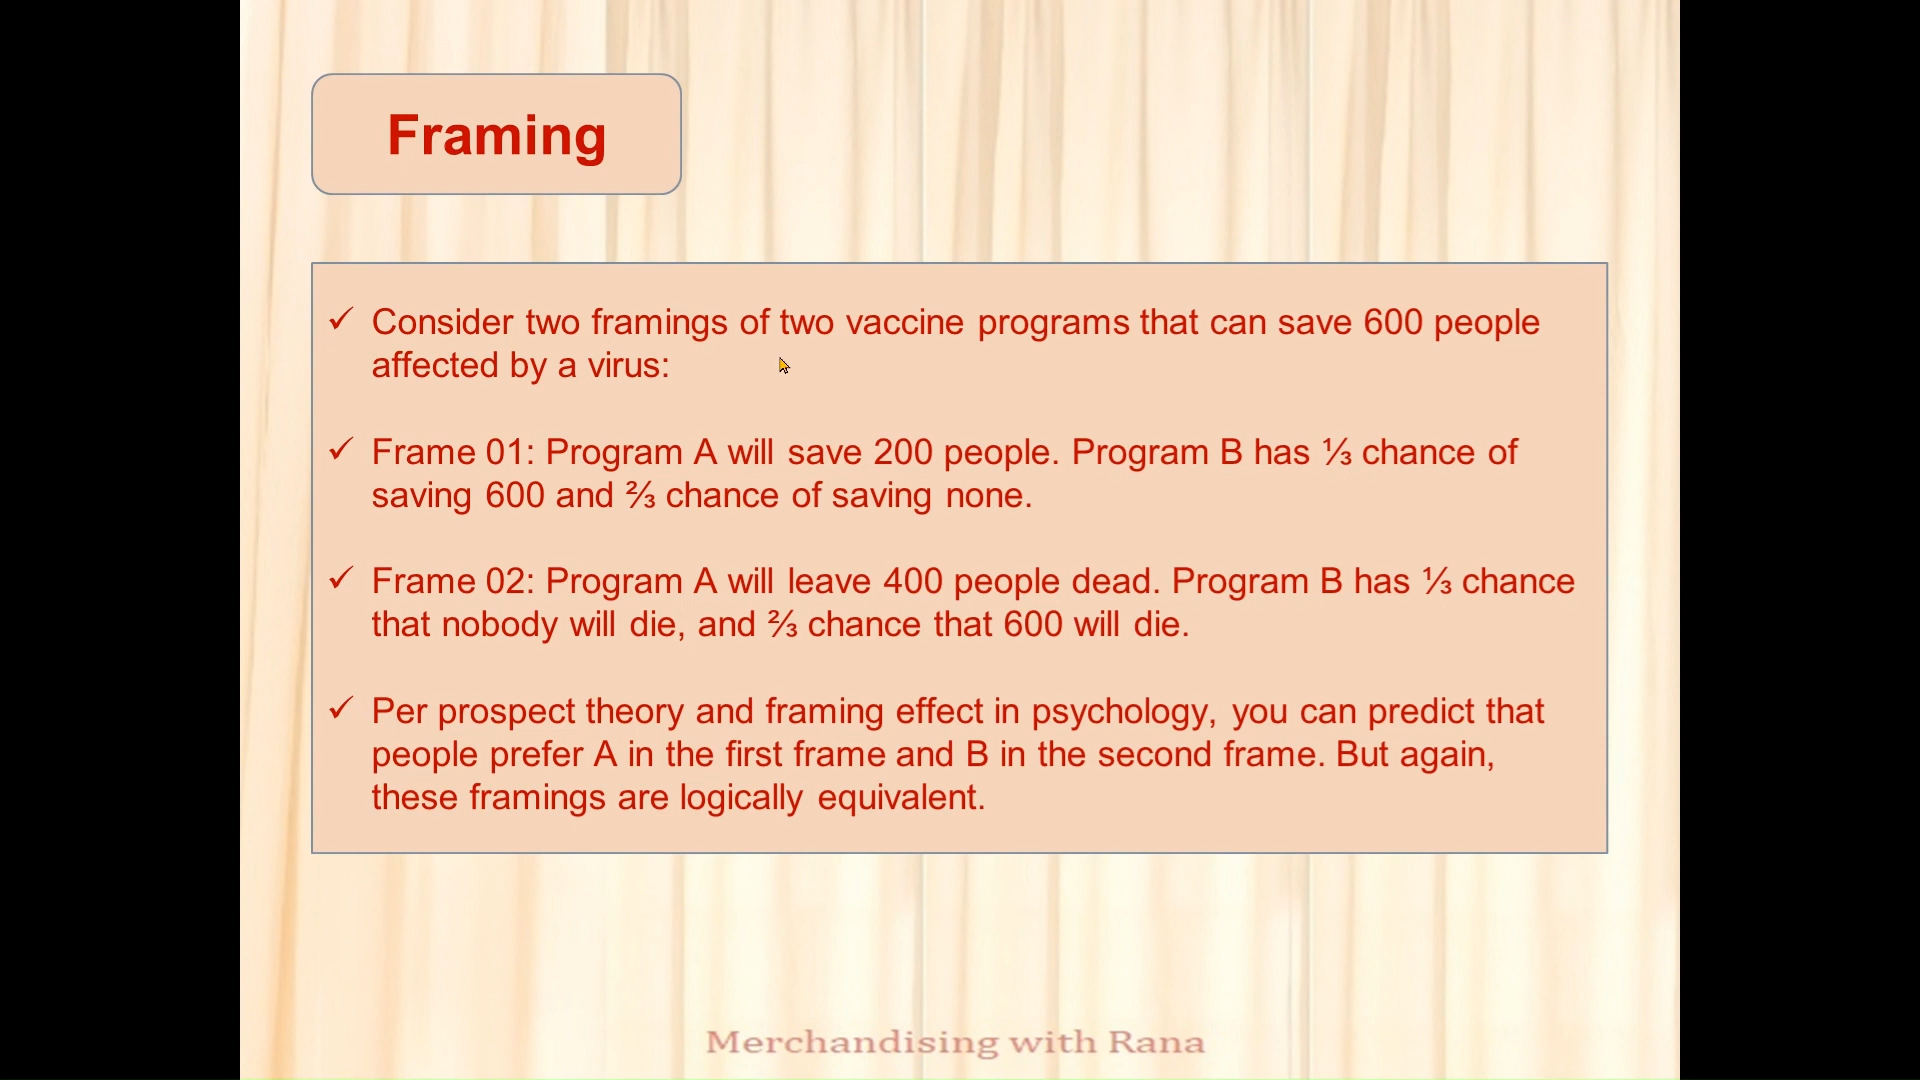 Framing
✓ Consider two framings of two vaccine programs that can save 600 people
affected by a virus:
✓ Frame 01: Program A will save 200 people. Program B has ⅓ chance of
saving 600 and ⅔ chance of saving none.
✓ Frame 02: Program A will leave 400 people dead. Program B has ⅓ chance
that nobody will die, and ⅔ chance that 600 will die.
✓ Per prospect theory and framing effect in psychology, you can predict that
people prefer A in the first frame and B in the second frame. But again,
these framings are logically equivalent.
Merchandising with Rana